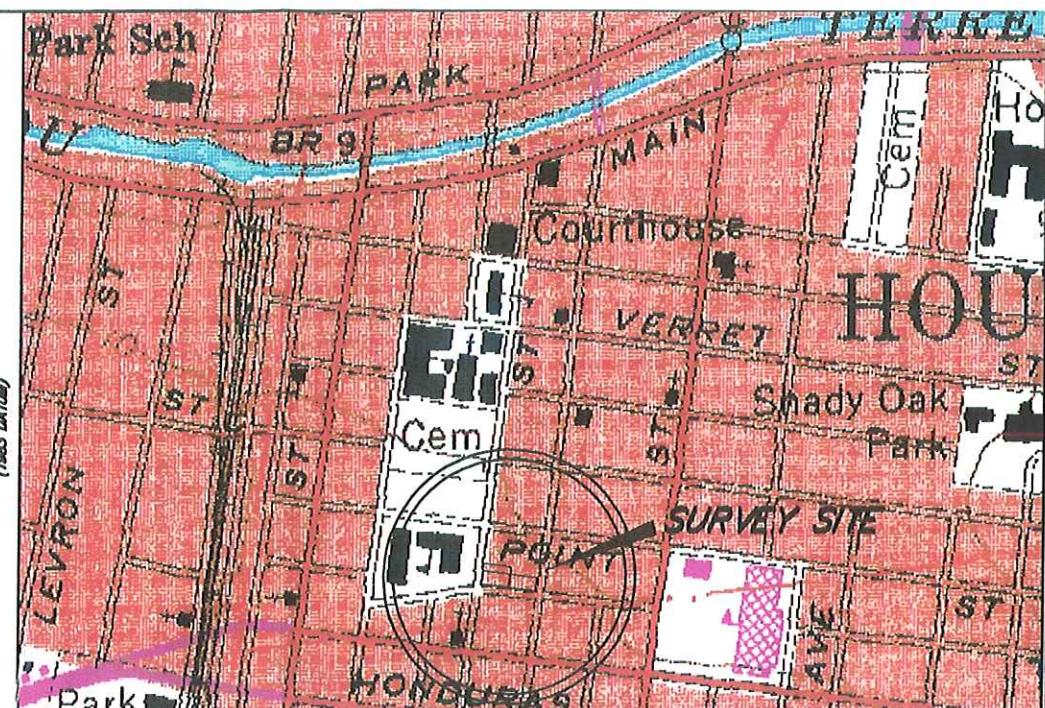 TERRE
Park Sch
PARK
Ho
BR 9
MAIN
Cem
U
Courthouse
ST
HOU
VERRET
ST
ST
ST
Shady Oak
Park
Cem
ST
ST
SURVEY SITE
LEVRON
POINT
ST
AVE
HONDURAS
Park